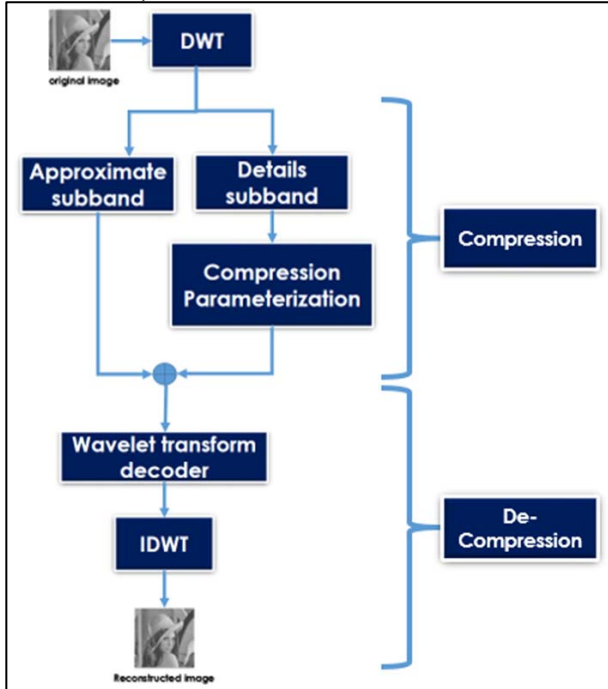 DWT
original image
Approximate
subband
Details
subband
Compression
Compression
Parameterization
Wavelet transform
decoder
De-
Compression
IDWT
Reconstructed image